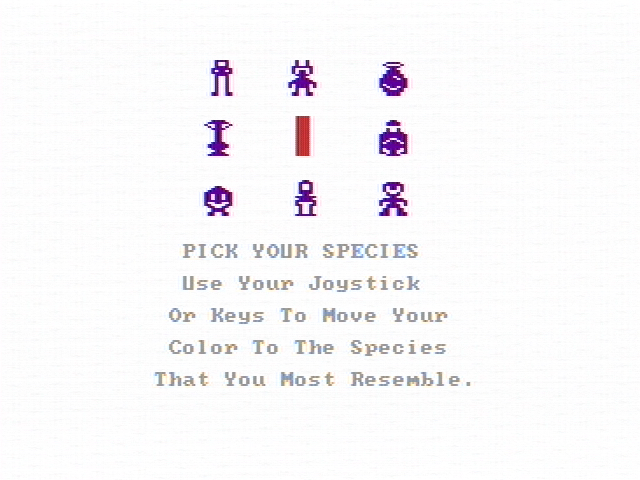 PICK YOUR SPECIES
Use Your Joystick
Or Keys To Move Your
Color To The Species
That You Most Resemble.